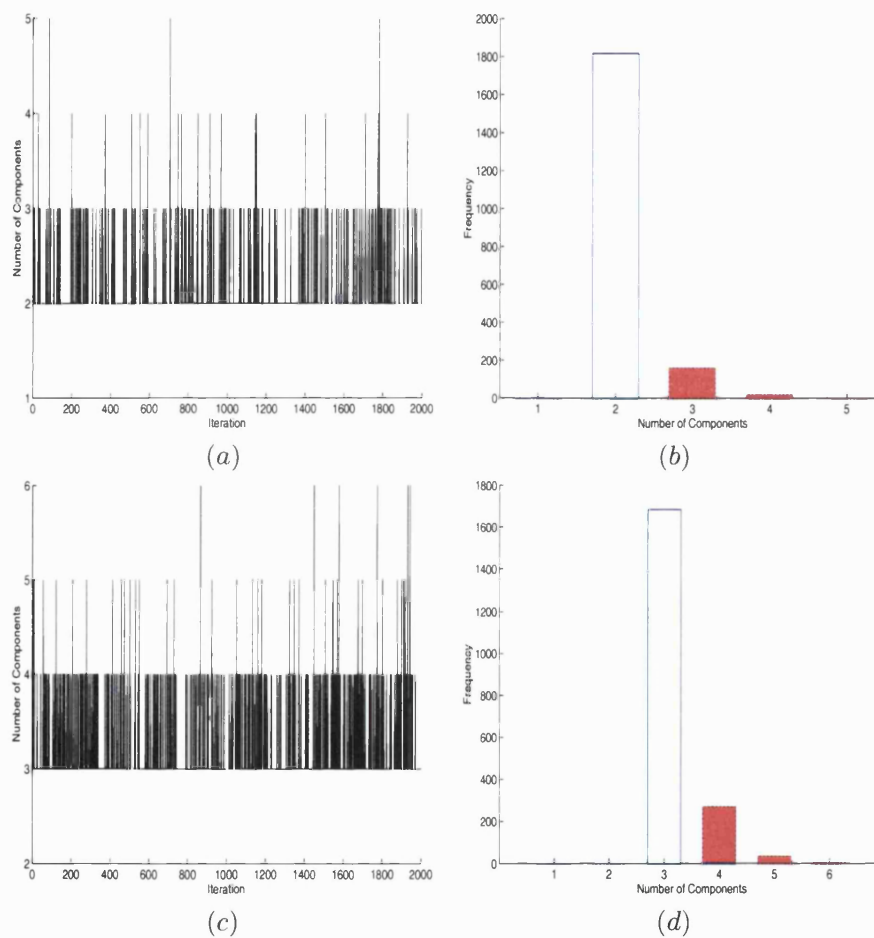 5
4
3
2
1
Number of Components
0 200 400 600 800 1000 1200 1400 1600 1800 2000
Iteration
(a)
2000
1800
1600
1400
1200
1000
800
600
400
200
0
Frequency
1 2 3 4 5
Number of Components
(b)
6
5
4
3
2
Number of Components
0 200 400 600 800 1000 1200 1400 1600 1800 2000
Iteration
(c)
1800
1600
1400
1200
1000
800
600
400
200
0
Frequency
1 2 3 4 5 6
Number of Components
(d)